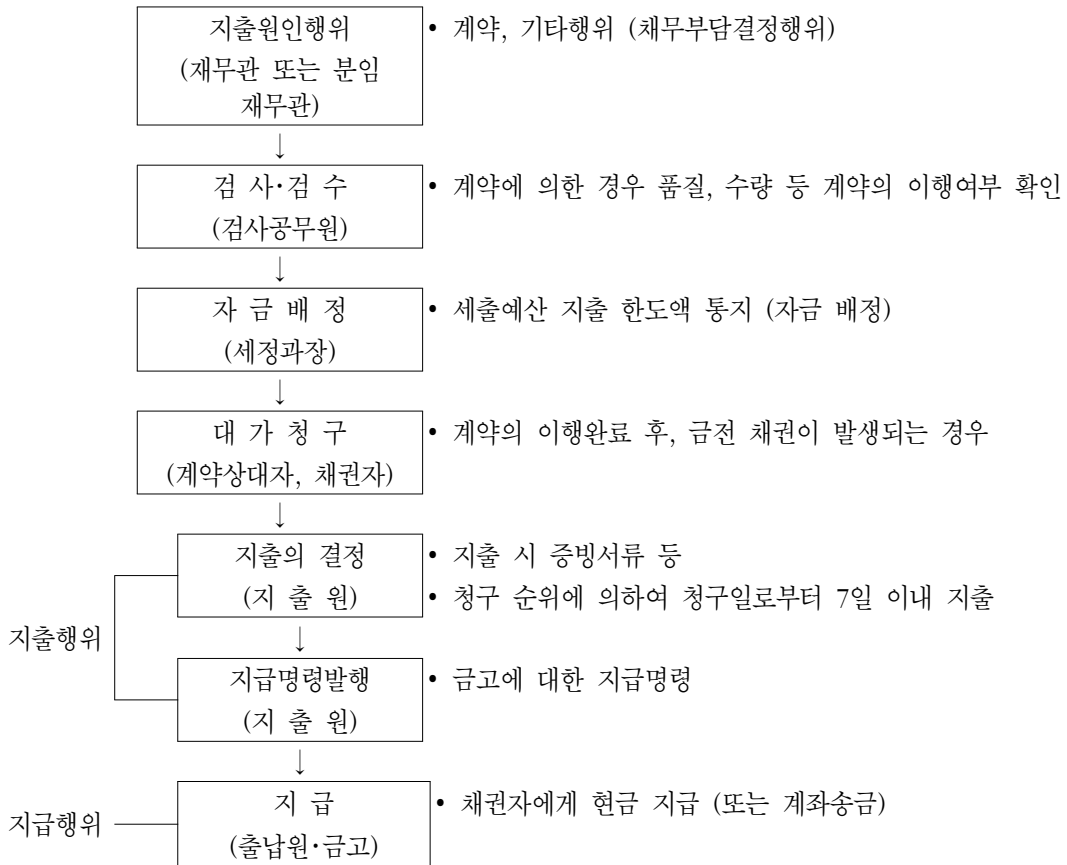 지출원인행위
(재무관 또는 분임
재무관)
• 계약, 기타행위 (채무부담결정행위)
↓
검 사·검 수
(검사공무원)
• 계약에 의한 경우 품질, 수량 등 계약의 이행여부 확인
↓
자 금 배 정
(세정과장)
• 세출예산 지출 한도액 통지 (자금 배정)
↓
대 가 청 구
(계약상대자, 채권자)
• 계약의 이행완료 후, 금전 채권이 발생되는 경우
↓
지출행위
지출의 결정
(지 출 원)
• 지출 시 증빙서류 등
• 청구 순위에 의하여 청구일로부터 7일 이내 지출
↓
지급명령발행
(지 출 원)
• 금고에 대한 지급명령
↓
지급행위
지 급
(출납원·금고)
• 채권자에게 현금 지급 (또는 계좌송금)